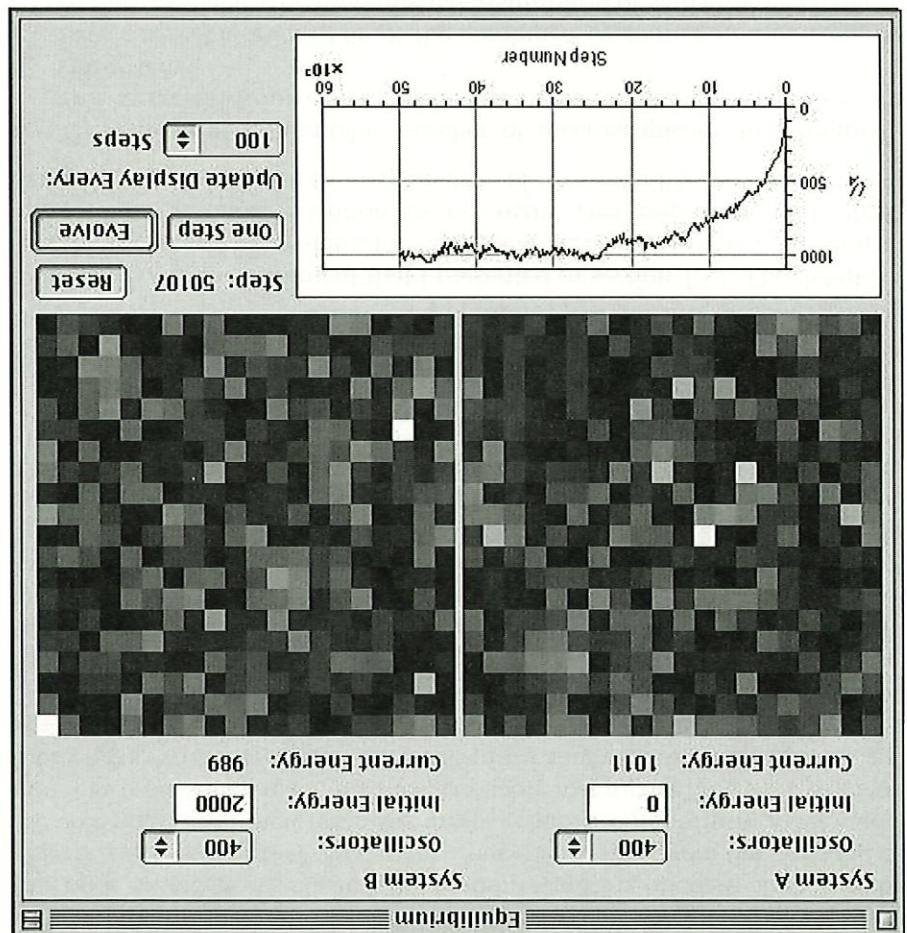 Equilibrium
System A
System B
Oscillators: 400
Oscillators: 400
Initial Energy: 0
Initial Energy: 2000
Current Energy: 1011
Current Energy: 989
Step: 50107 Reset
One Step Evolve
Update Display Every:
100 Steps
1000
500
0
U_A
0 10 20 30 40 50 60
×10³
Step Number